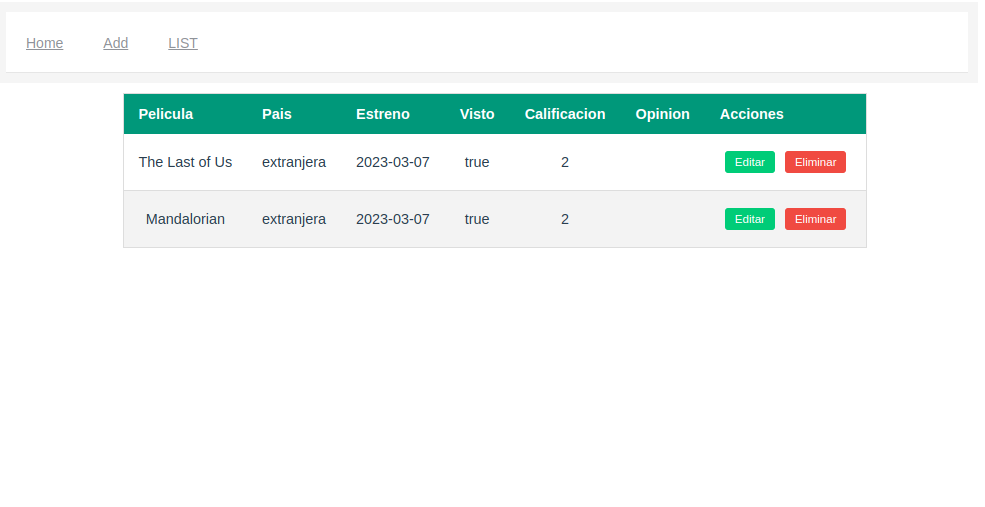 Home Add LIST
Pelicula Pais Estreno Visto Calificacion Opinion Acciones
The Last of Us extranjera 2023-03-07 true 2 Editar Eliminar
Mandalorian extranjera 2023-03-07 true 2 Editar Eliminar